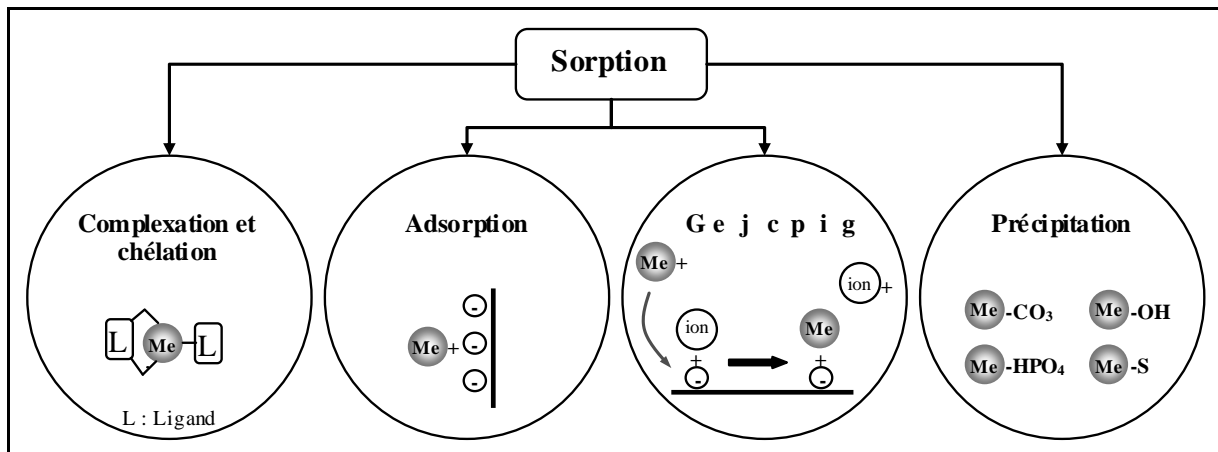 Sorption
Complexation et
chélation
L
Me
L
L : Ligand
Adsorption
Me+
-
-
-
G e j c p i g
Me+
ion+
ion
+
-
Me
+
-
Précipitation
Me-CO₃
Me-OH
Me-HPO₄
Me-S